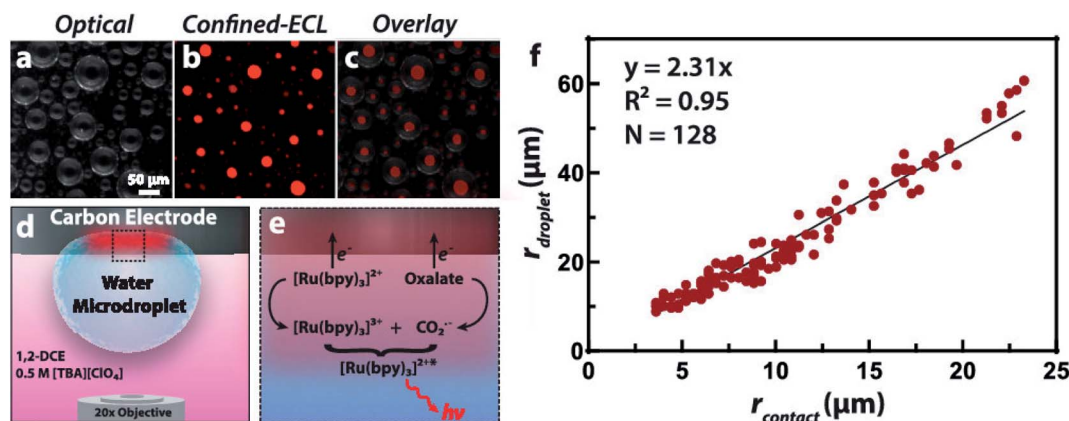 Optical
Confined-ECL
Overlay
a
b
c
50 µm
d
Carbon Electrode
Water
Microdroplet
1,2-DCE
0.5 M [TBA][ClO₄]
20x Objective
e
e⁻ e⁻
[Ru(bpy)₃]²⁺ Oxalate
[Ru(bpy)₃]³⁺ + CO₂•⁻
[Ru(bpy)₃]²⁺*
hν
f
y = 2.31x
R² = 0.95
N = 128
r_droplet (µm)
60
40
20
0
0 5 10 15 20 25
r_contact (µm)